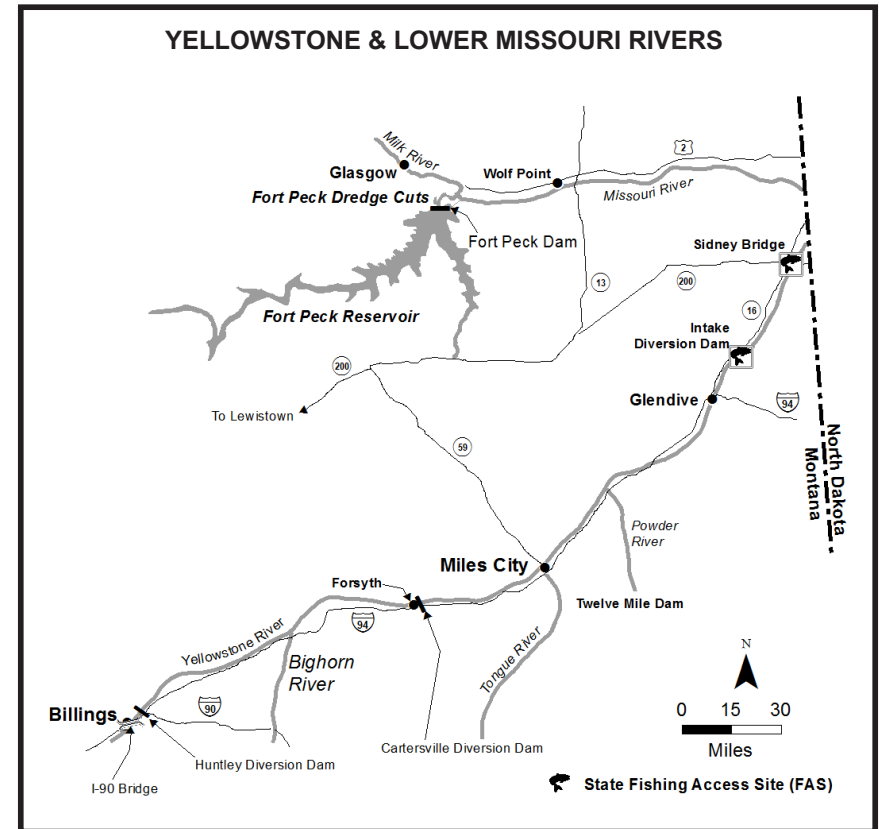 YELLOWSTONE & LOWER MISSOURI RIVERS
Milk River
2
Glasgow
Wolf Point
Fort Peck Dredge Cuts
Missouri River
Fort Peck Dam
Sidney Bridge
13
200
Fort Peck Reservoir
16
Intake
Diversion Dam
200
Glendive
94
To Lewistown
59
North Dakota
Montana
Powder
River
Miles City
Forsyth
Twelve Mile Dam
94
Yellowstone River
Tongue River
Bighorn
River
N
90
Billings
0 15 30
Miles
Cartersville Diversion Dam
Huntley Diversion Dam
I-90 Bridge
State Fishing Access Site (FAS)